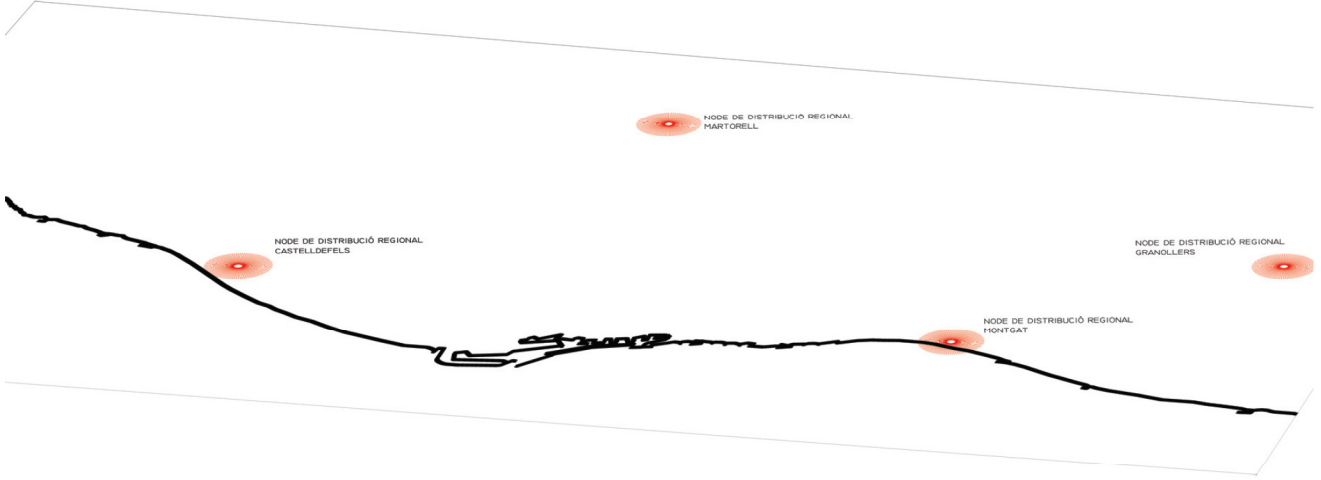 NODE DE DISTRIBUCIÓ REGIONAL
MARTORELL
NODE DE DISTRIBUCIÓ REGIONAL
CASTELLDEFELS
NODE DE DISTRIBUCIÓ REGIONAL
GRANOLLERS
NODE DE DISTRIBUCIÓ REGIONAL
MONTGAT